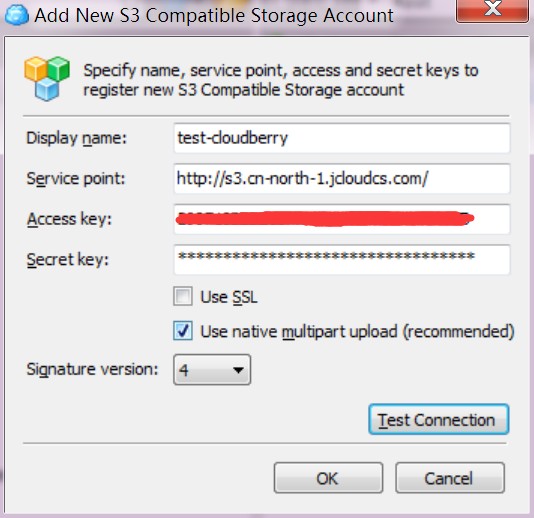 Add New S3 Compatible Storage Account
Specify name, service point, access and secret keys to
register new S3 Compatible Storage account
Display name: test-cloudberry
Service point: http://s3.cn-north-1.jcloudcs.com/
Access key:
Secret key: *********************************
Use SSL
Use native multipart upload (recommended)
Signature version: 4
Test Connection
OK Cancel